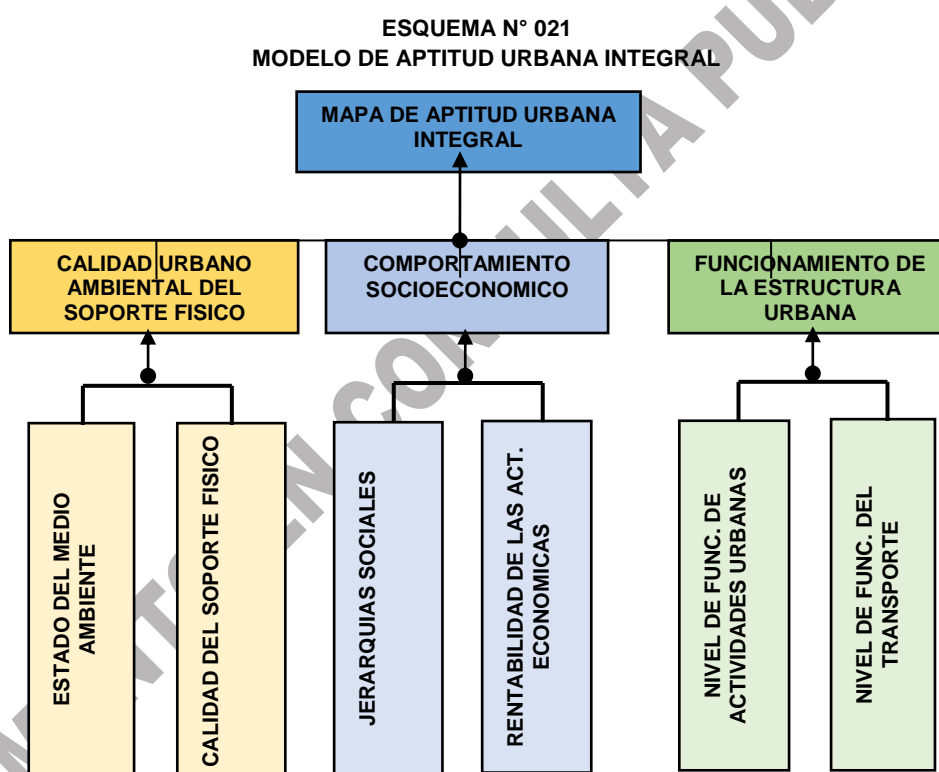 ESQUEMA N° 021
MODELO DE APTITUD URBANA INTEGRAL
MAPA DE APTITUD URBANA
INTEGRAL
CALIDAD URBANO
AMBIENTAL DEL
SOPORTE FISICO
COMPORTAMIENTO
SOCIOECONOMICO
FUNCIONAMIENTO DE
LA ESTRUCTURA
URBANA
ESTADO DEL MEDIO
AMBIENTE
CALIDAD DEL SOPORTE FISICO
JERARQUIAS SOCIALES
RENTABILIDAD DE LAS ACT.
ECONOMICAS
NIVEL DE FUNC. DE
ACTIVIDADES URBANAS
NIVEL DE FUNC. DEL
TRANSPORTE
EN CONSULTA